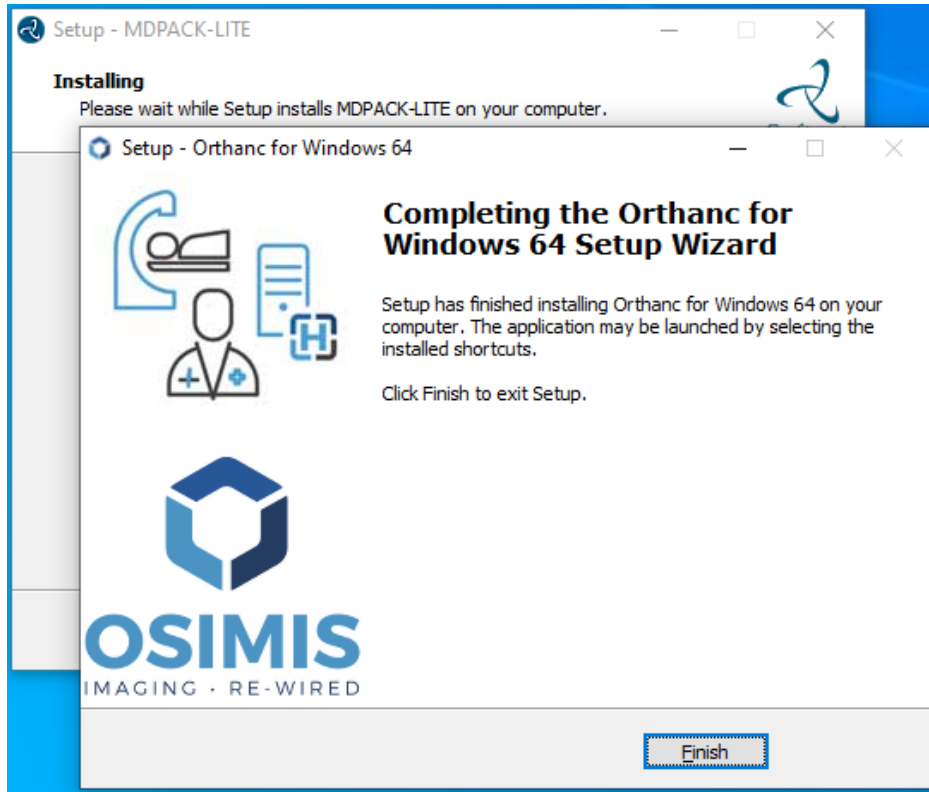 Setup - MDPACK-LITE
Installing
Please wait while Setup installs MDPACK-LITE on your computer.
Setup - Orthanc for Windows 64
Completing the Orthanc for
Windows 64 Setup Wizard
Setup has finished installing Orthanc for Windows 64 on your
computer. The application may be launched by selecting the
installed shortcuts.
Click Finish to exit Setup.
H
OSIMIS
IMAGING · RE-WIRED
Finish